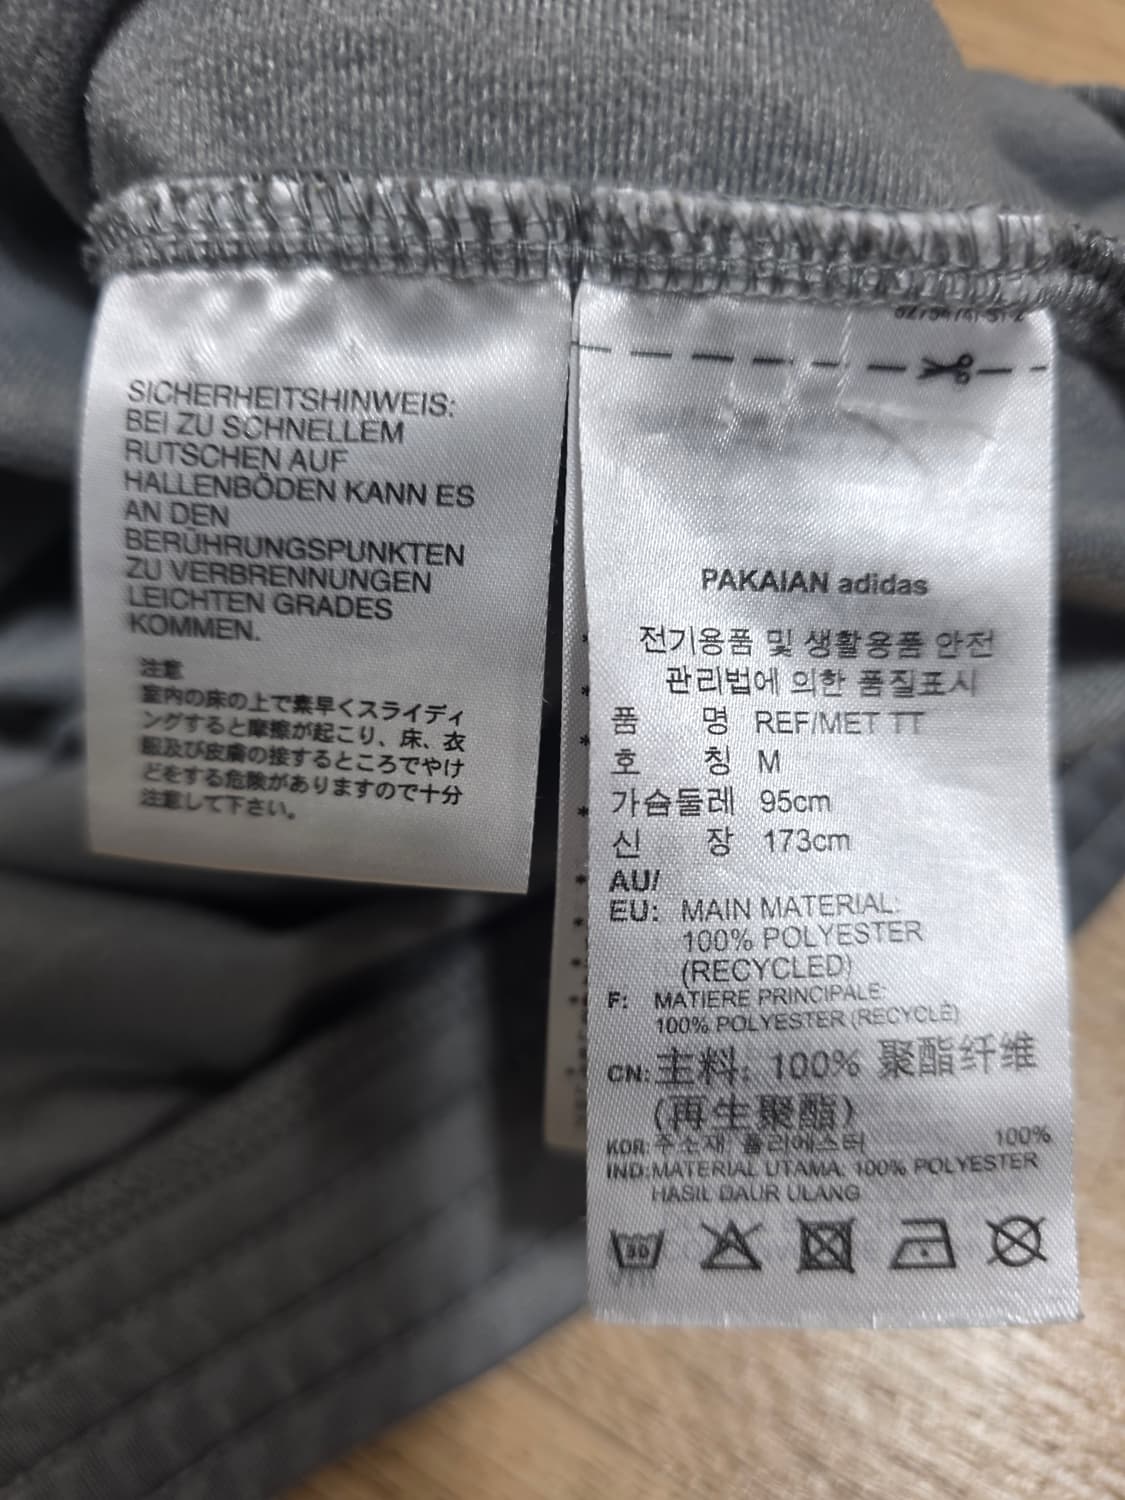 SICHERHEITSHINWEIS:
BEI ZU SCHNELLEM
RUTSCHEN AUF
HALLENBÖDEN KANN ES
AN DEN
BERÜHRUNGSPUNKTEN
ZU VERBRENNUNGEN
LEICHTEN GRADES
KOMMEN.
注意
室内の床の上で素早くスライディ
ングすると摩擦が起こり、床、衣
服及び皮膚の接するところでやけ
どをする危険がありますので十分
注意して下さい。
PAKAIAN adidas
전기용품 및 생활용품 안전
관리법에 의한 품질표시
품 명 REF/MET TT
호 칭 M
가슴둘레 95cm
신 장 173cm
AU/
EU: MAIN MATERIAL:
100% POLYESTER
(RECYCLED)
F: MATIERE PRINCIPALE:
100% POLYESTER (RECYCLÉ)
CN: 主料: 100% 聚酯纤维
(再生聚酯)
KOR: 주소재: 폴리에스터 100%
IND: MATERIAL UTAMA: 100% POLYESTER
HASIL DAUR ULANG
30